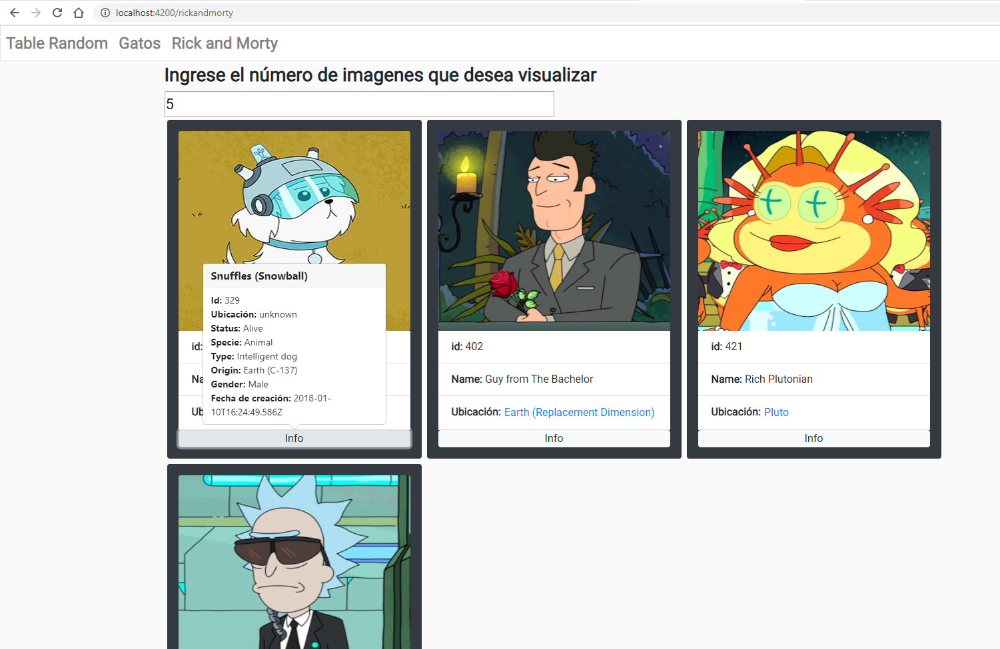 localhost:4200/rickandmorty
Table Random Gatos Rick and Morty
Ingrese el número de imagenes que desea visualizar
5
Snuffles (Snowball)
Id: 329
Ubicación: unknown
Status: Alive
Specie: Animal
Type: Intelligent dog
Origin: Earth (C-137)
Gender: Male
Fecha de creación: 2018-01-
10T16:24:49.586Z
id:
Na
Ub
Info
id: 402
Name: Guy from The Bachelor
Ubicación: Earth (Replacement Dimension)
Info
id: 421
Name: Rich Plutonian
Ubicación: Pluto
Info